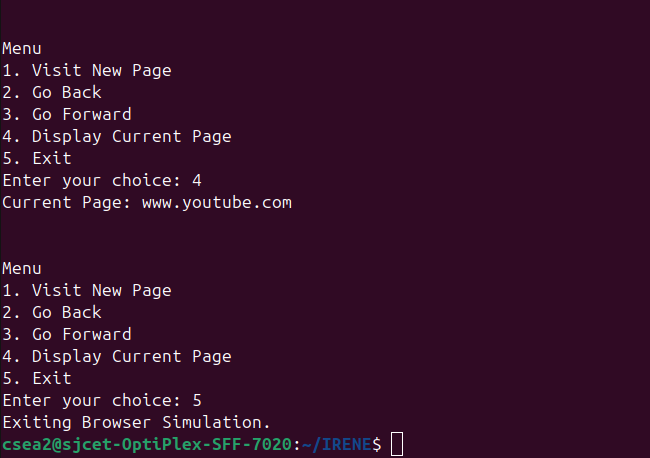 Menu
1. Visit New Page
2. Go Back
3. Go Forward
4. Display Current Page
5. Exit
Enter your choice: 4
Current Page: www.youtube.com
Menu
1. Visit New Page
2. Go Back
3. Go Forward
4. Display Current Page
5. Exit
Enter your choice: 5
Exiting Browser Simulation.
csea2@sjcet-OptiPlex-SFF-7020:~/IRENE$